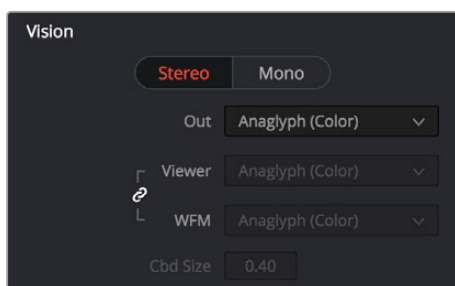 Vision
Stereo Mono
Out Anaglyph (Color)
Viewer Anaglyph (Color)
WFM Anaglyph (Color)
Cbd Size 0.40